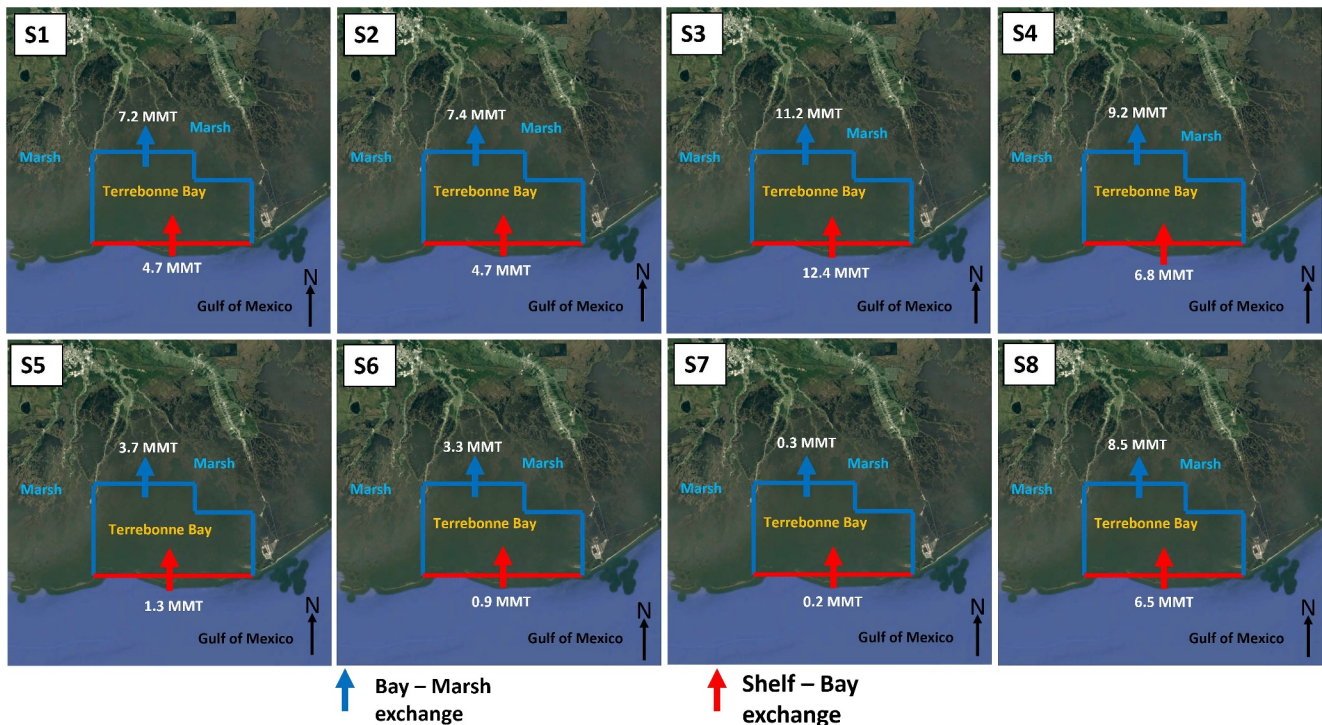 S1
7.2 MMT
Marsh
Marsh
Terrebonne Bay
4.7 MMT
N
Gulf of Mexico
S2
7.4 MMT
Marsh
Marsh
Terrebonne Bay
4.7 MMT
N
Gulf of Mexico
S3
11.2 MMT
Marsh
Marsh
Terrebonne Bay
12.4 MMT
N
Gulf of Mexico
S4
9.2 MMT
Marsh
Marsh
Terrebonne Bay
6.8 MMT
N
Gulf of Mexico
S5
3.7 MMT
Marsh
Marsh
Terrebonne Bay
1.3 MMT
N
Gulf of Mexico
S6
3.3 MMT
Marsh
Marsh
Terrebonne Bay
0.9 MMT
N
Gulf of Mexico
S7
0.3 MMT
Marsh
Marsh
Terrebonne Bay
0.2 MMT
N
Gulf of Mexico
S8
8.5 MMT
Marsh
Marsh
Terrebonne Bay
6.5 MMT
N
Gulf of Mexico
Bay – Marsh
exchange
Shelf – Bay
exchange